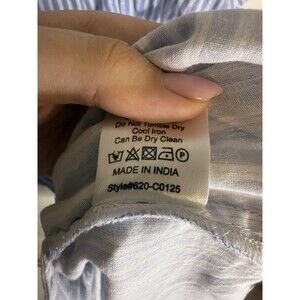 Do Not Tumble Dry
Cool Iron
Can Be Dry Clean
MADE IN INDIA
Style#620-C0125